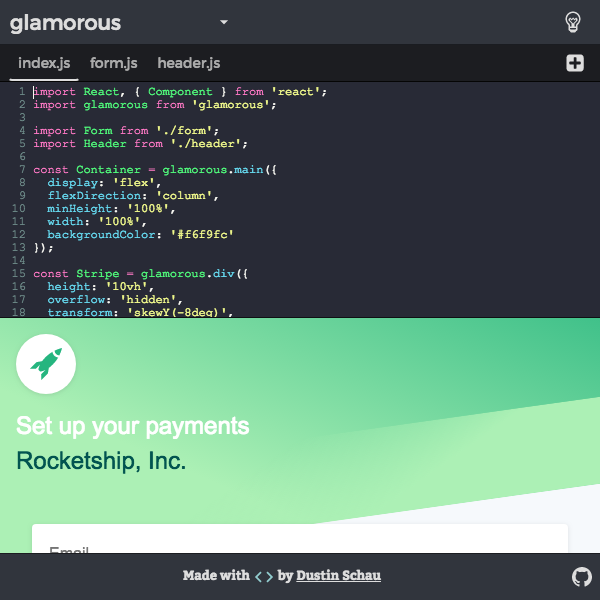 glamorous
index.js form.js header.js
1 import React, { Component } from 'react';
2 import glamorous from 'glamorous';
3
4 import Form from './form';
5 import Header from './header';
6
7 const Container = glamorous.main({
8   display: 'flex',
9   flexDirection: 'column',
10   minHeight: '100%',
11   width: '100%',
12   backgroundColor: '#f6f9fc'
13 });
14
15 const Stripe = glamorous.div({
16   height: '10vh',
17   overflow: 'hidden',
18   transform: 'skewY(-8deg)',
Set up your payments
Rocketship, Inc.
Email
Made with <> by Dustin Schau